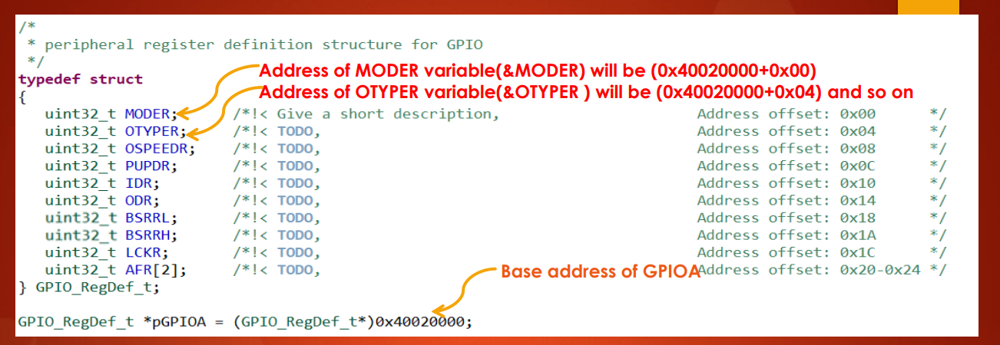 /*
* peripheral register definition structure for GPIO
*/
Address of MODER variable(&MODER) will be (0x40020000+0x00)
typedef struct
Address of OTYPER variable(&OTYPER ) will be (0x40020000+0x04) and so on
{
uint32_t MODER; /*!< Give a short description, Address offset: 0x00 */
uint32_t OTYPER; /*!< TODO, Address offset: 0x04 */
uint32_t OSPEEDR; /*!< TODO, Address offset: 0x08 */
uint32_t PUPDR; /*!< TODO, Address offset: 0x0C */
uint32_t IDR; /*!< TODO, Address offset: 0x10 */
uint32_t ODR; /*!< TODO, Address offset: 0x14 */
uint32_t BSRRL; /*!< TODO, Address offset: 0x18 */
uint32_t BSRRH; /*!< TODO, Address offset: 0x1A */
uint32_t LCKR; /*!< TODO, Address offset: 0x1C */
uint32_t AFR[2]; /*!< TODO, Address offset: 0x20-0x24 */
Base address of GPIOA
} GPIO_RegDef_t;
GPIO_RegDef_t *pGPIOA = (GPIO_RegDef_t*)0x40020000;